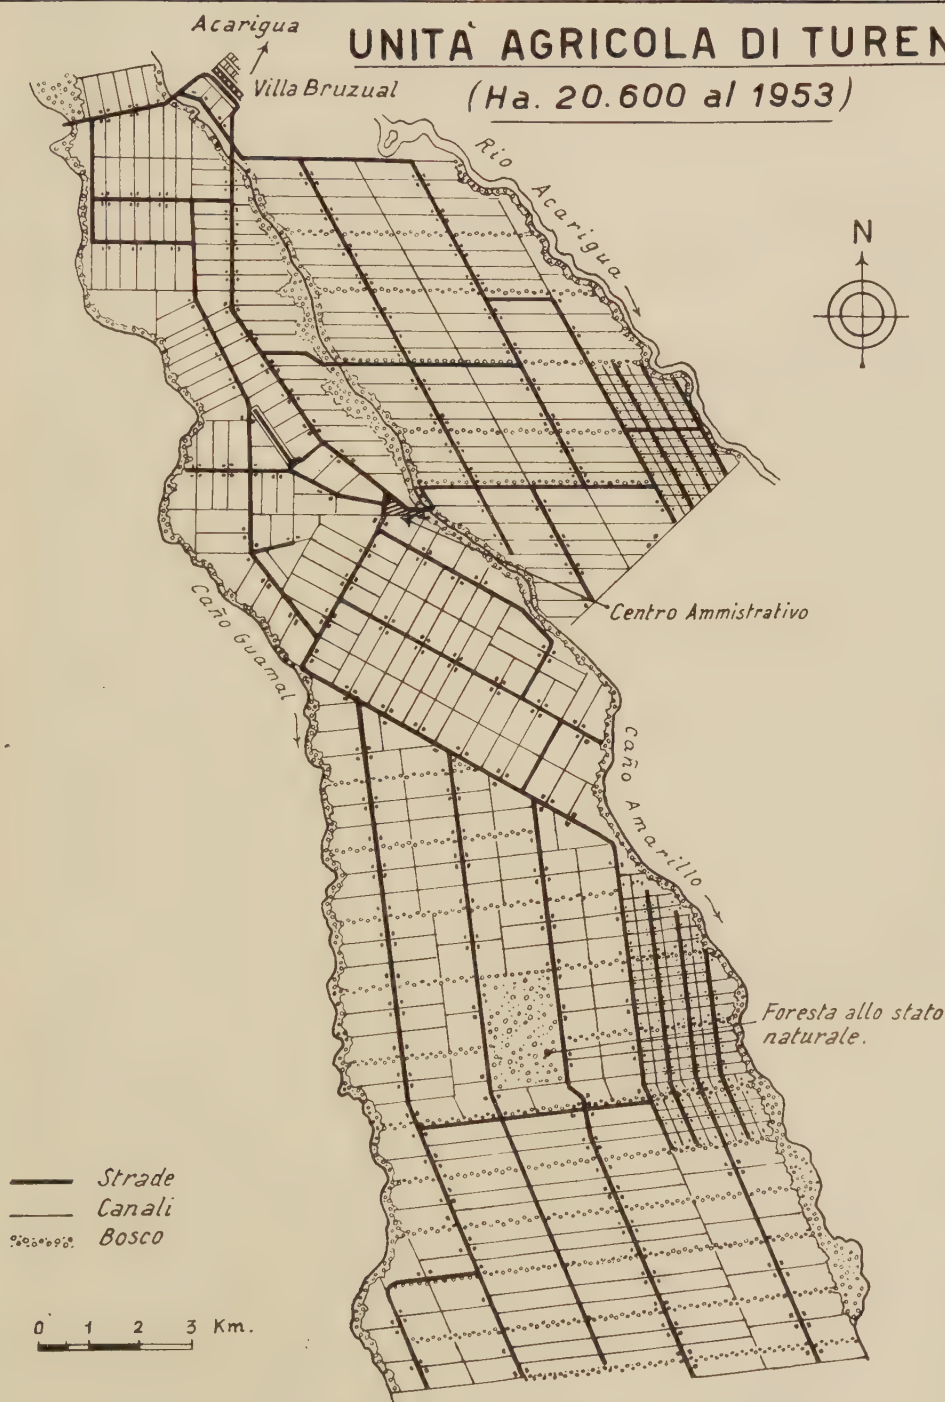 UNITÀ AGRICOLA DI TUREN
(Ha. 20.600 al 1953)
Acarigua
Villa Bruzual
Rio Acarigua
N
Centro Ammistrativo
Caño Guamal
Caño Amarillo
Foresta allo stato
naturale.
Strade
Canali
Bosco
0 1 2 3 Km.